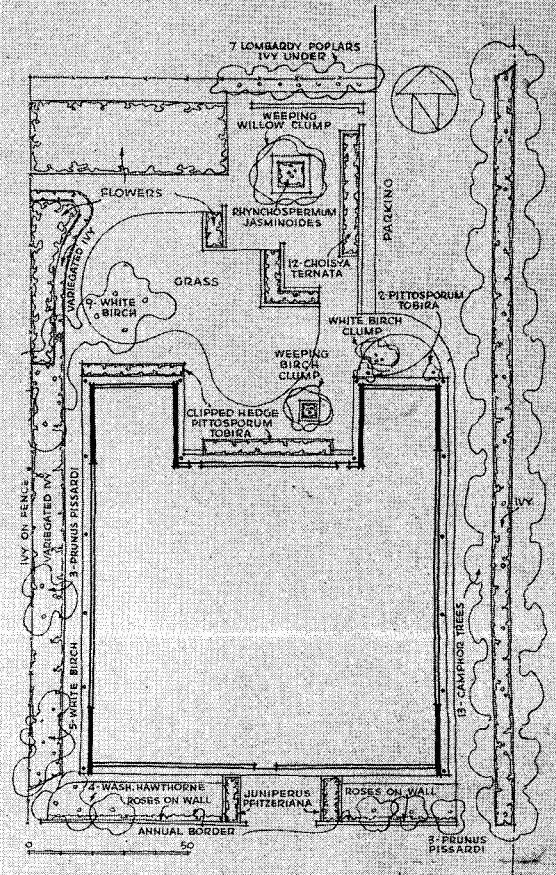 7 LOMBARDY POPLARS
IVY UNDER
N
WEEPING
WILLOW CLUMP
FLOWERS
RHYNCHOSPERMUM
JASMINOIDES
PARKING
VARIEGATED IVY
12-CHOISYA
TERNATA
GRASS
9-WHITE
BIRCH
2-PITTOSPORUM
TOBIRA
WHITE BIRCH
CLUMP
WEEPING
BIRCH
CLUMP
CLIPPED HEDGE
PITTOSPORUM
TOBIRA
IVY ON FENCE
VARIEGATED IVY
3-PRUNUS PISSARDI
IVY
5-WHITE BIRCH
13-CAMPHOR TREES
4-WASH. HAWTHORNE
ROSES ON WALL
JUNIPERUS
PFITZERIANA
ROSES ON WALL
ANNUAL BORDER
3-PRUNUS
PISSARDI
0 50